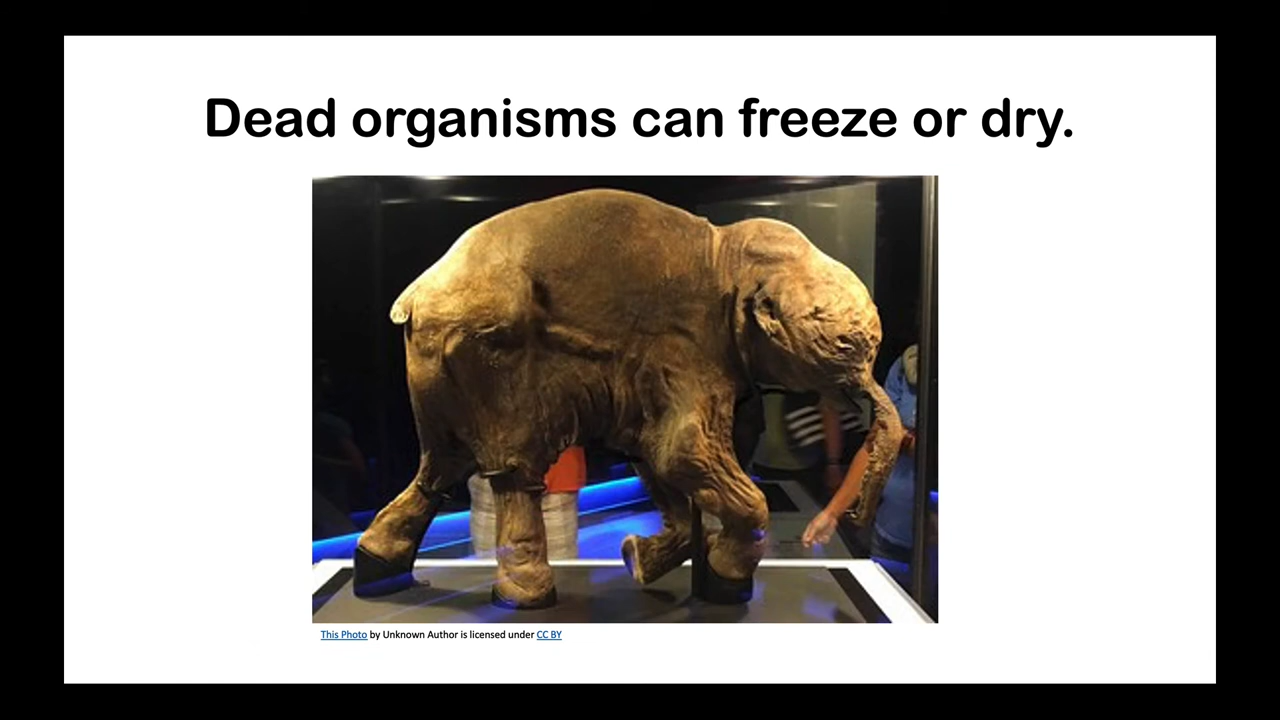 Dead organisms can freeze or dry.
This Photo by Unknown Author is licensed under CC BY